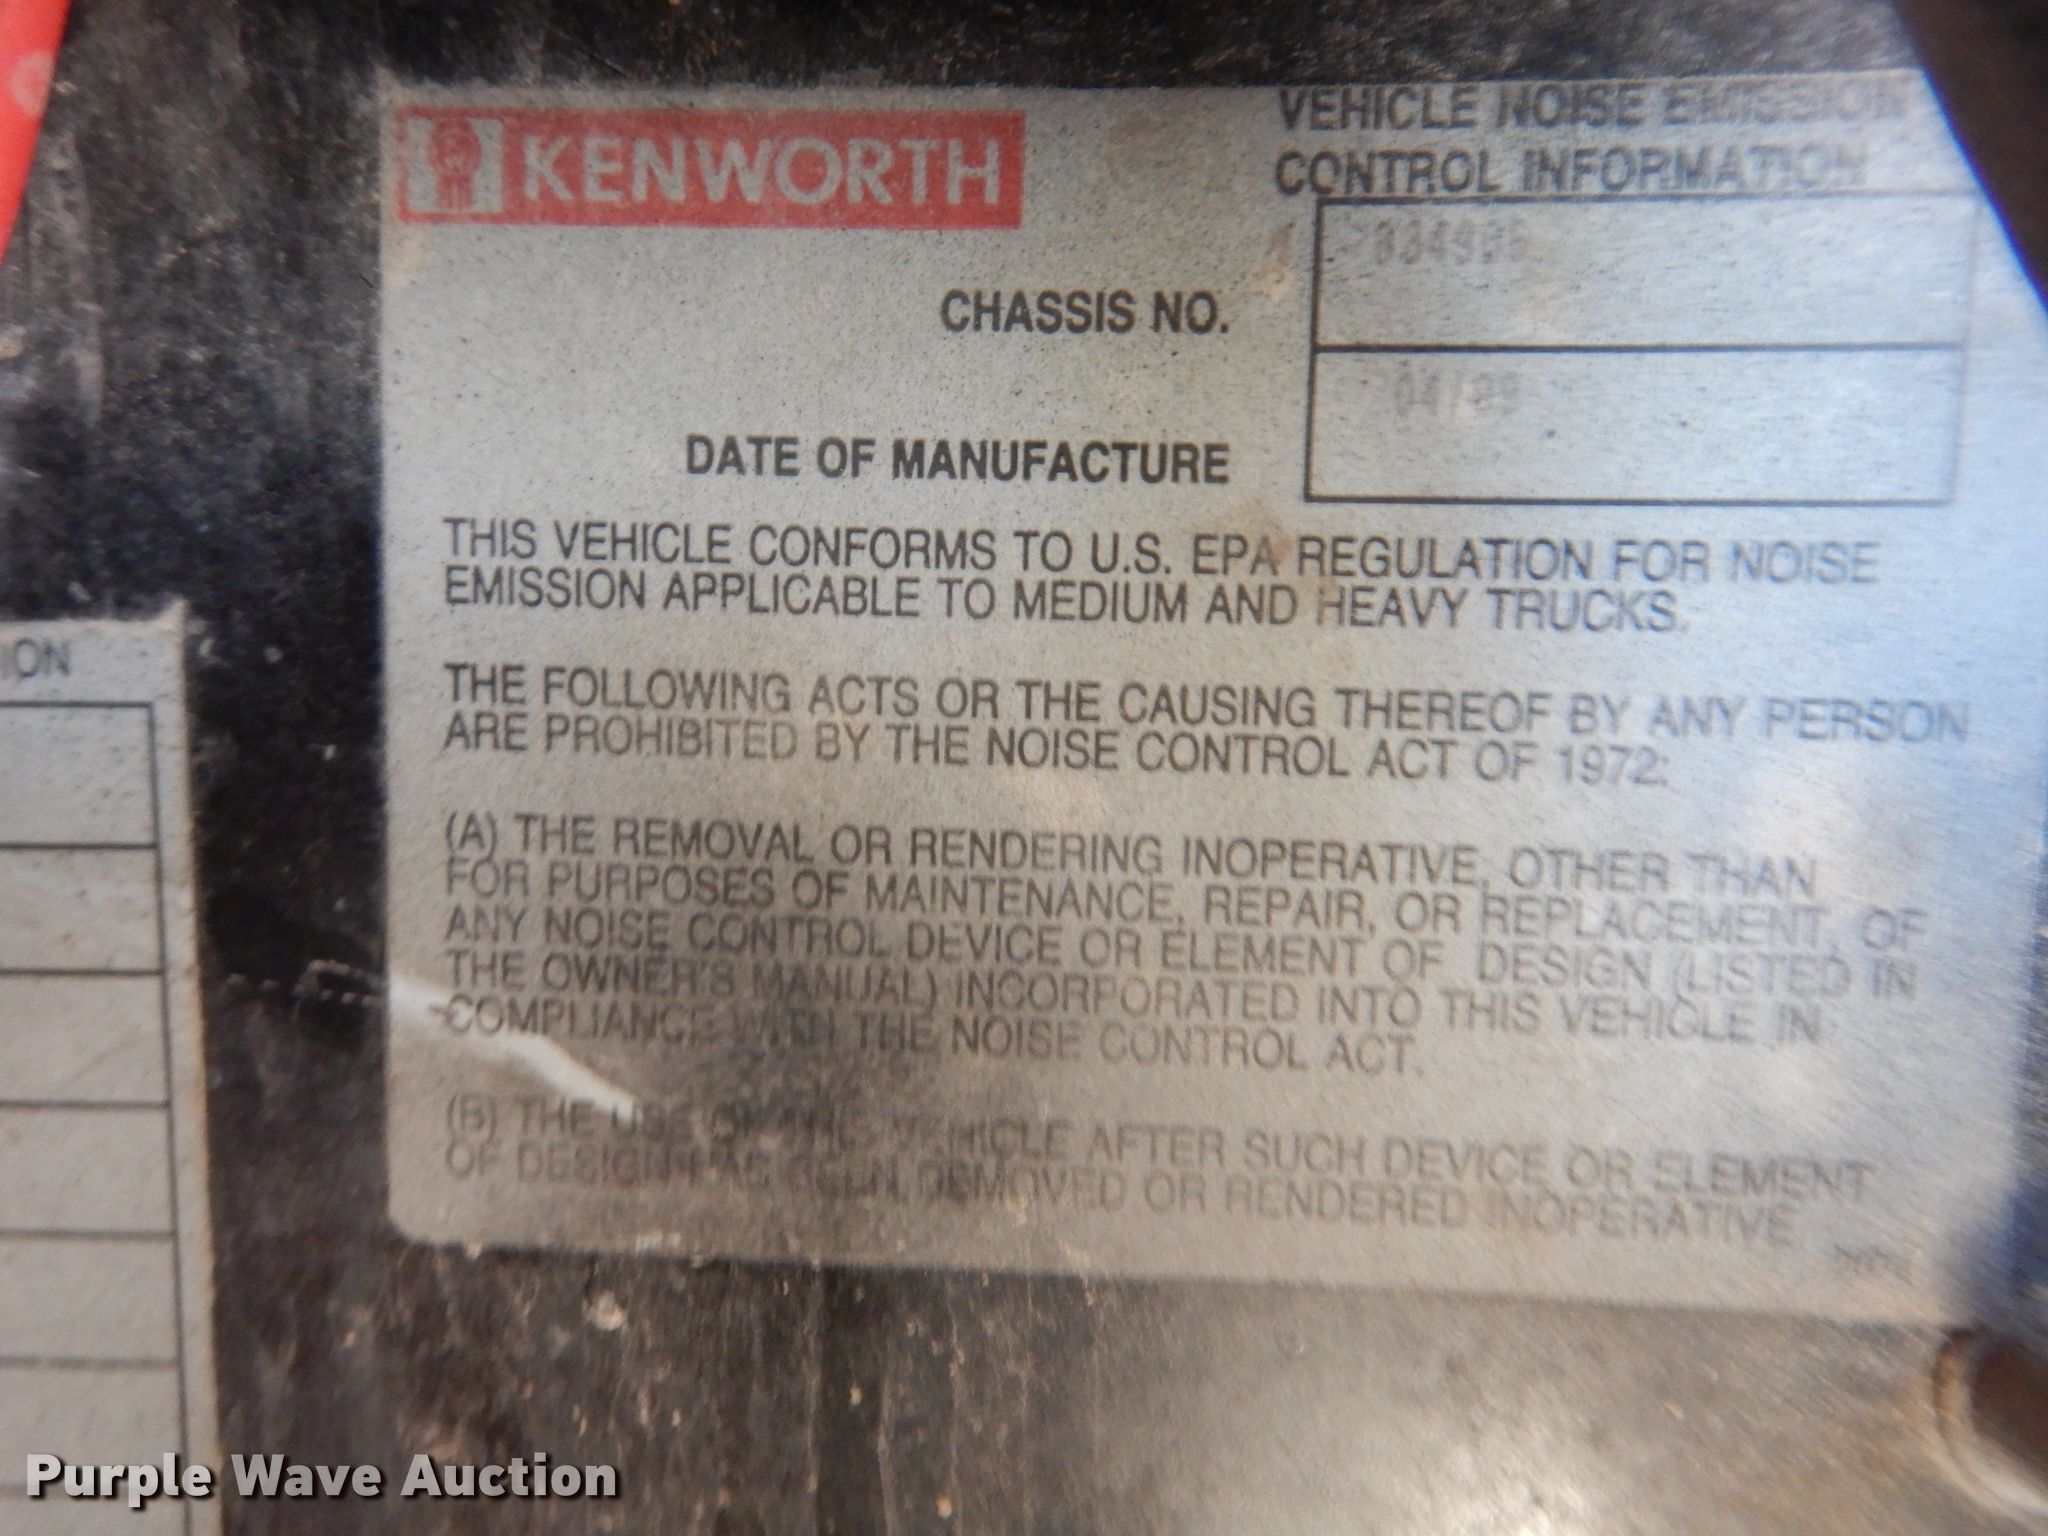 KENWORTH
VEHICLE NOISE EMISSION
CONTROL INFORMATION
CHASSIS NO.
DATE OF MANUFACTURE
THIS VEHICLE CONFORMS TO U.S. EPA REGULATION FOR NOISE
EMISSION APPLICABLE TO MEDIUM AND HEAVY TRUCKS.
THE FOLLOWING ACTS OR THE CAUSING THEREOF BY ANY PERSON
ARE PROHIBITED BY THE NOISE CONTROL ACT OF 1972:
(A) THE REMOVAL OR RENDERING INOPERATIVE, OTHER THAN
FOR PURPOSES OF MAINTENANCE, REPAIR, OR REPLACEMENT, OF
ANY NOISE CONTROL DEVICE OR ELEMENT OF DESIGN (LISTED IN
THE OWNER'S MANUAL) INCORPORATED INTO THIS VEHICLE IN
COMPLIANCE WITH THE NOISE CONTROL ACT.
(B) THE USE OF THE VEHICLE AFTER SUCH DEVICE OR ELEMENT
OF DESIGN HAS BEEN REMOVED OR RENDERED INOPERATIVE
ION
Purple Wave Auction